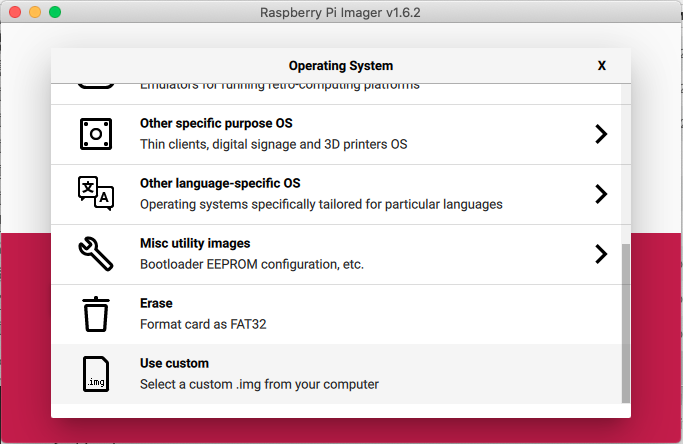 Raspberry Pi Imager v1.6.2
Operating System
X
Emulators for running retro-computing platforms
Other specific purpose OS
Thin clients, digital signage and 3D printers OS
Other language-specific OS
Operating systems specifically tailored for particular languages
Misc utility images
Bootloader EEPROM configuration, etc.
Erase
Format card as FAT32
.img
Use custom
Select a custom .img from your computer